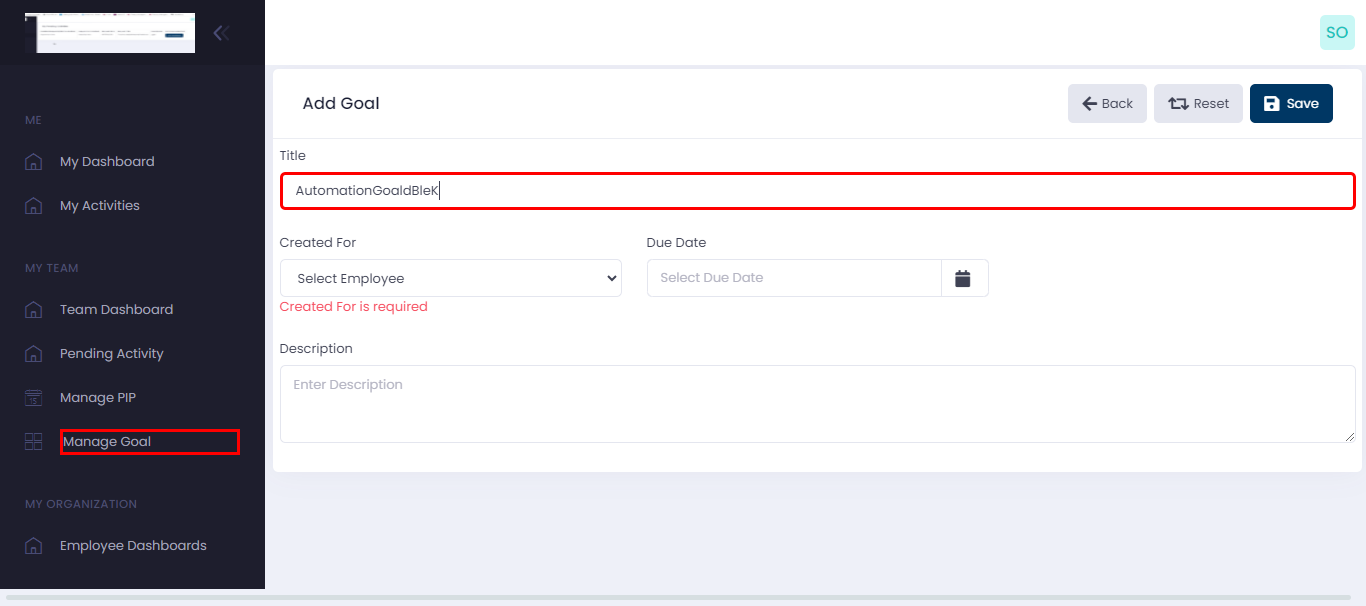 SO
ME
My Dashboard
My Activities
MY TEAM
Team Dashboard
Pending Activity
Manage PIP
15
Manage Goal
MY ORGANIZATION
Employee Dashboards
Add Goal
Back
Reset
Save
Title
AutomationGoaldBleK
Created For
Due Date
Select Employee
Select Due Date
Created For is required
Description
Enter Description